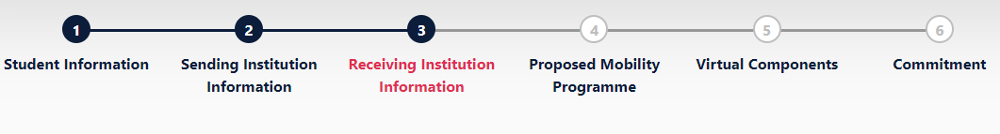 1 2 3 4 5 6
Student Information Sending Institution Receiving Institution Proposed Mobility Virtual Components Commitment
Information Information Programme